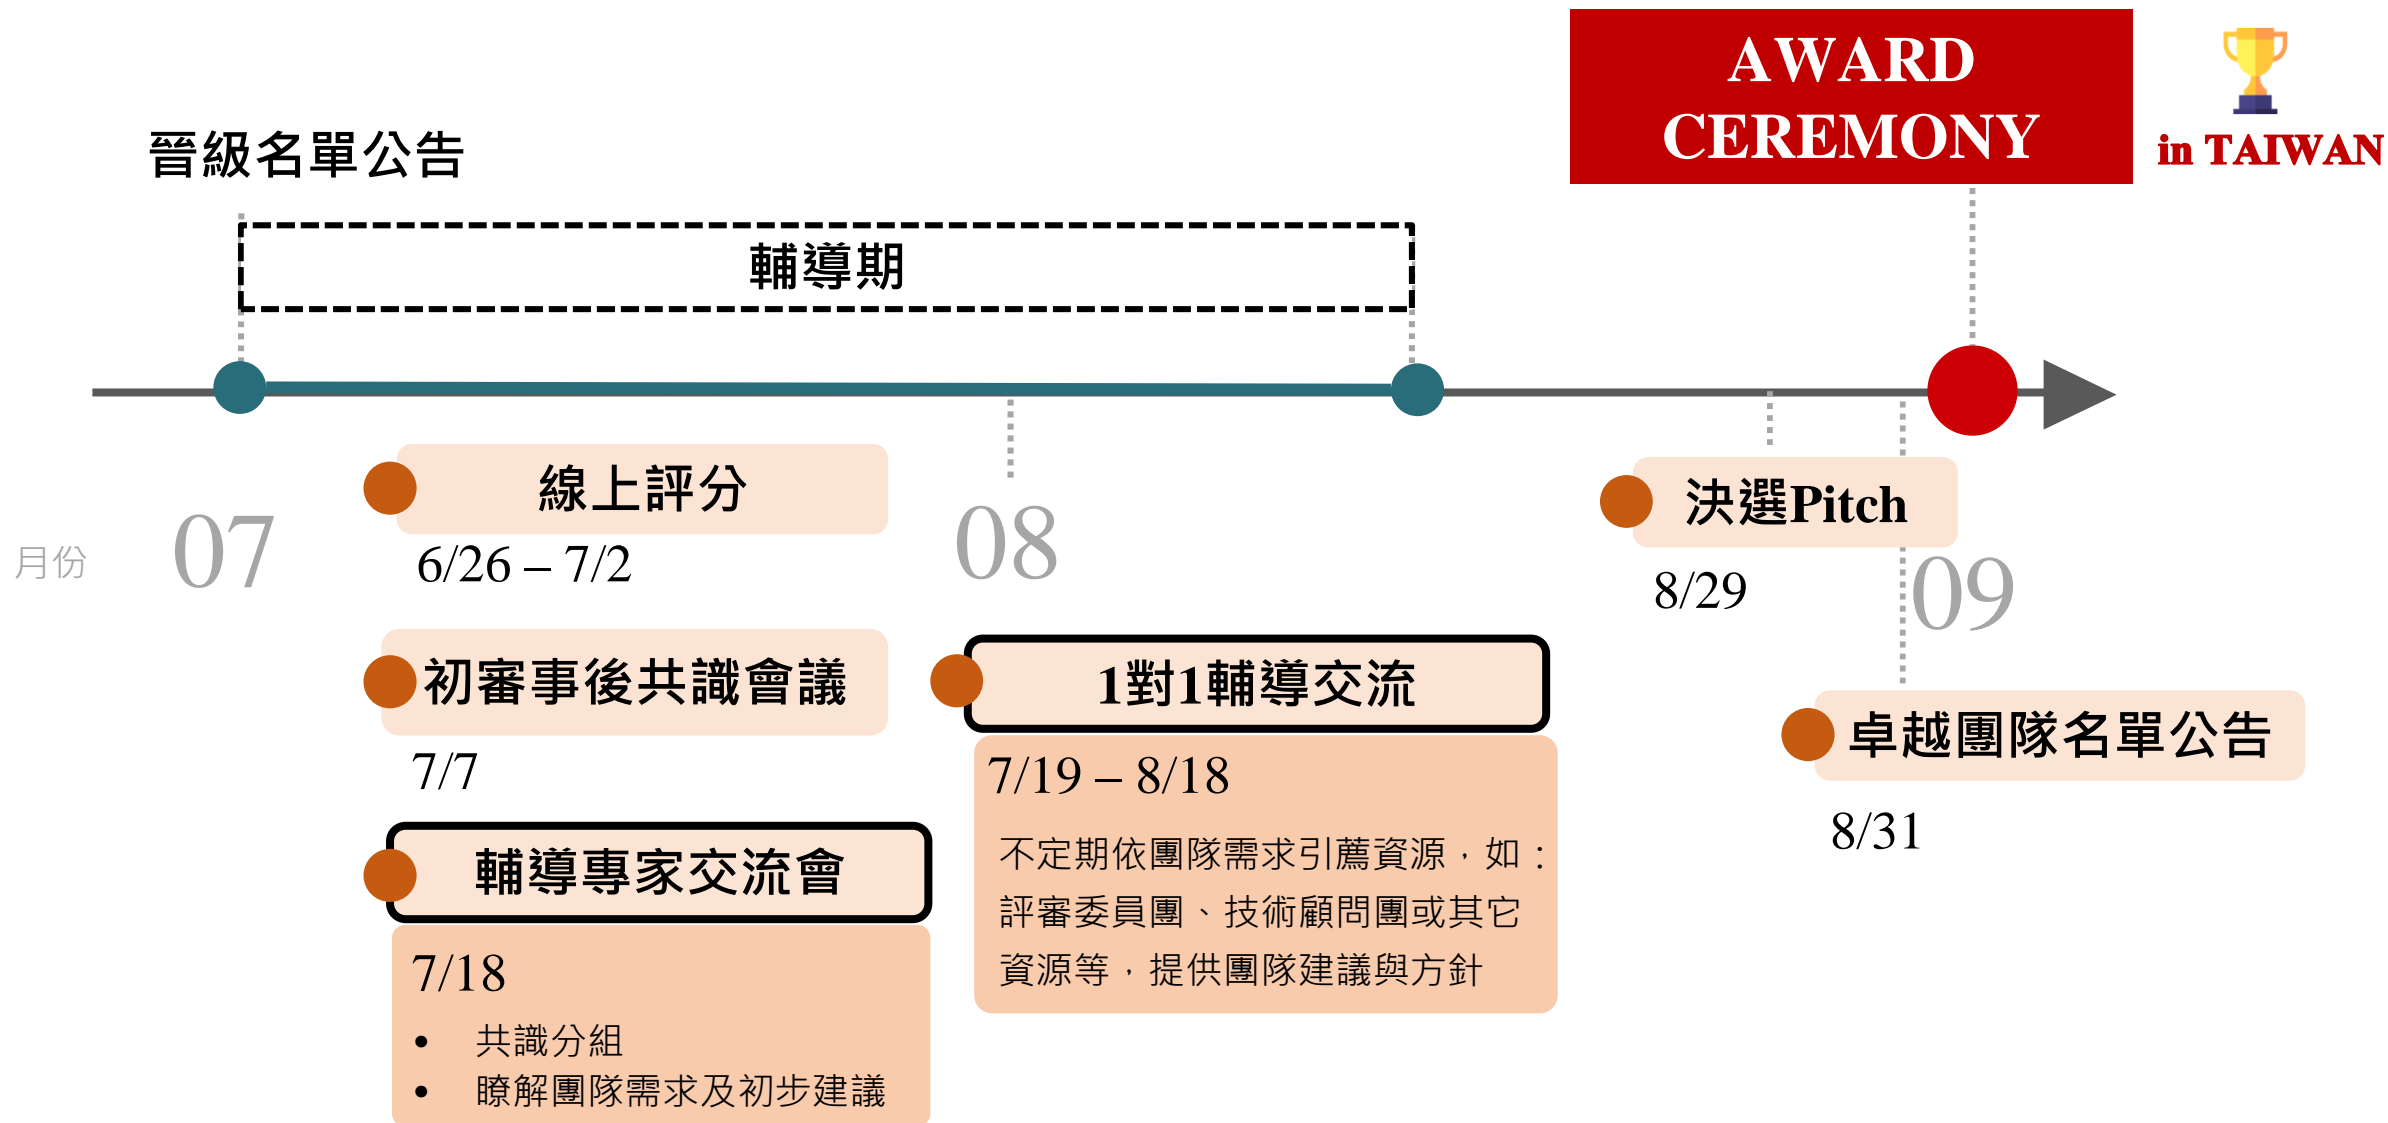 AWARD
CEREMONY
in TAIWAN
晉級名單公告
輔導期
月份
07
08
09
線上評分
6/26 – 7/2
初審事後共識會議
7/7
輔導專家交流會
7/18
• 共識分組
• 瞭解團隊需求及初步建議
1對1輔導交流
7/19 – 8/18
不定期依團隊需求引薦資源，如：
評審委員團、技術顧問團或其它
資源等，提供團隊建議與方針
決選Pitch
8/29
卓越團隊名單公告
8/31